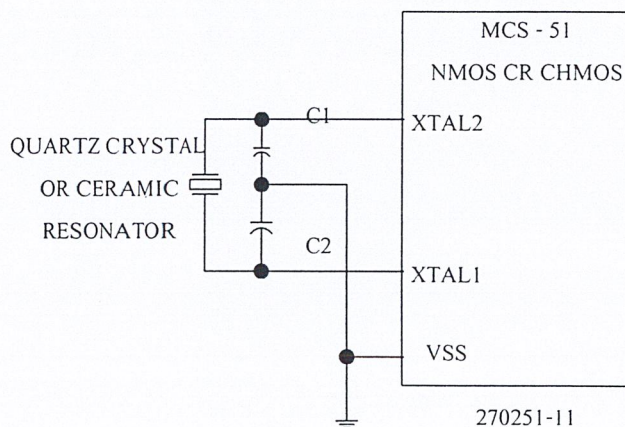 MCS - 51
NMOS CR CHMOS
C1
XTAL2
QUARTZ CRYSTAL
OR CERAMIC
RESONATOR
C2
XTAL1
VSS
270251-11